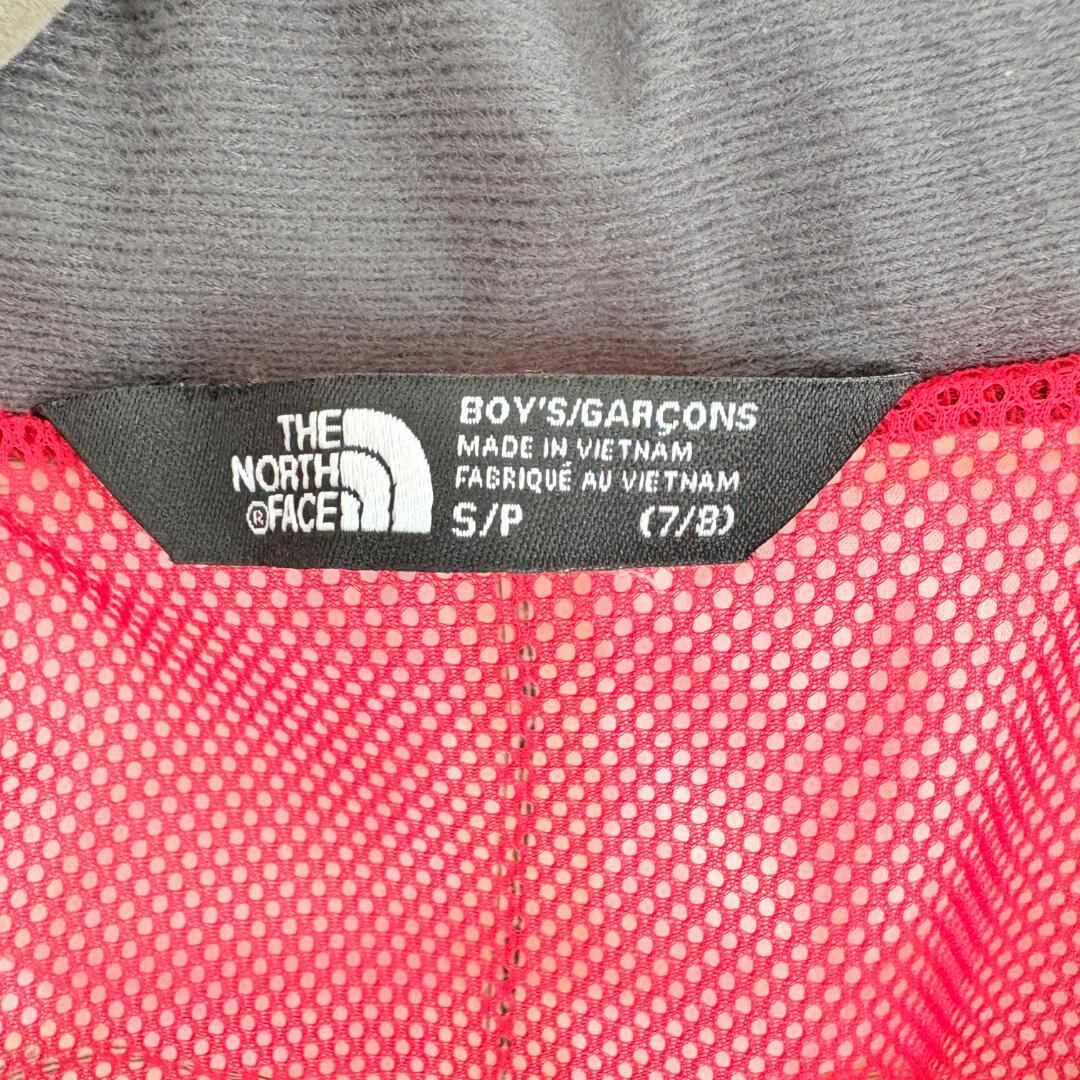 THE
NORTH
®FACE
BOY'S/GARÇONS
MADE IN VIETNAM
FABRIQUÉ AU VIETNAM
S/P (7/8)